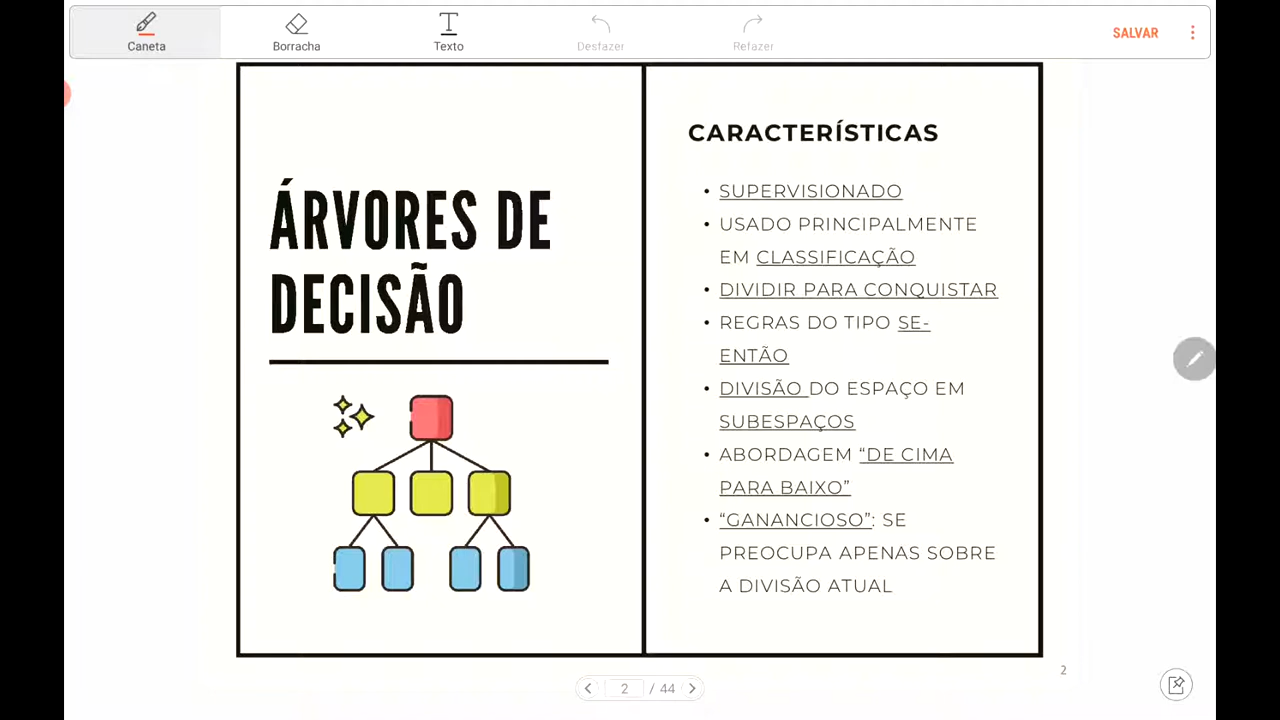 Caneta
Borracha
Texto
Desfazer
Refazer
SALVAR
ÁRVORES DE
DECISÃO
CARACTERÍSTICAS
• SUPERVISIONADO
• USADO PRINCIPALMENTE
EM CLASSIFICAÇÃO
• DIVIDIR PARA CONQUISTAR
• REGRAS DO TIPO SE-
ENTÃO
• DIVISÃO DO ESPAÇO EM
SUBESPAÇOS
• ABORDAGEM “DE CIMA
PARA BAIXO”
• “GANANCIOSO”: SE
PREOCUPA APENAS SOBRE
A DIVISÃO ATUAL
2
2 / 44